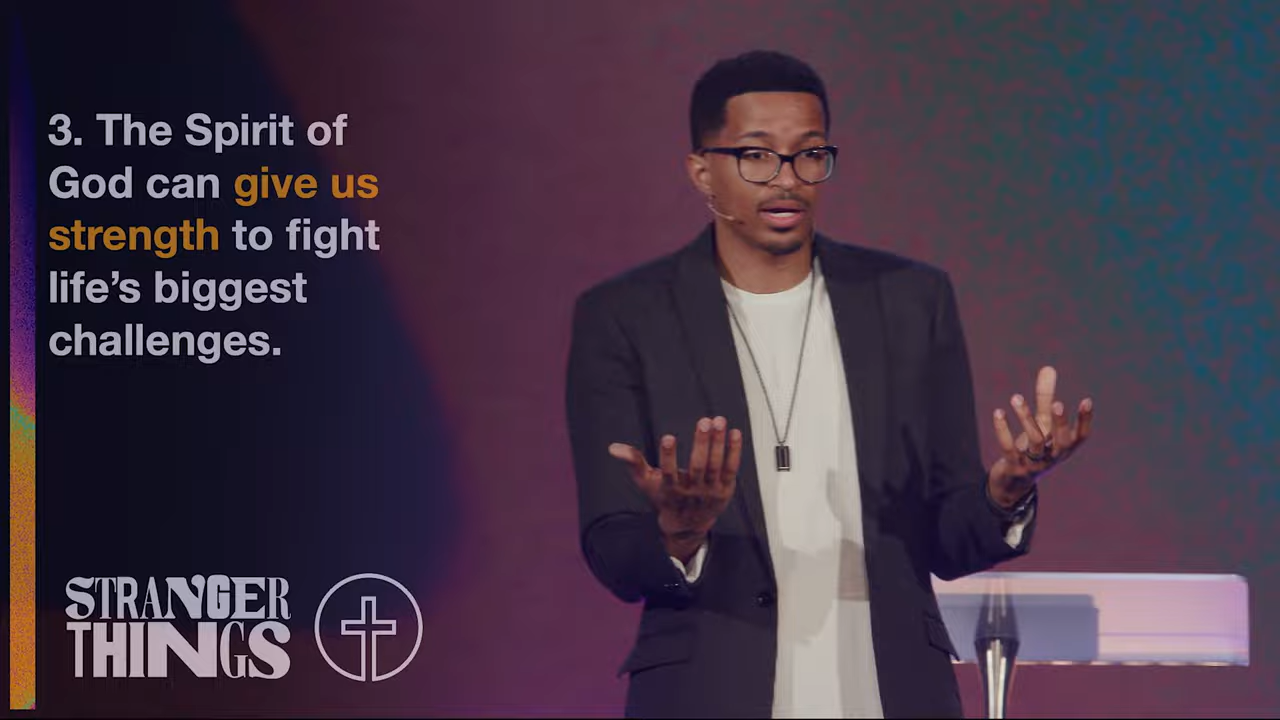 3. The Spirit of
God can give us
strength to fight
life's biggest
challenges.
STRANGER
THINGS